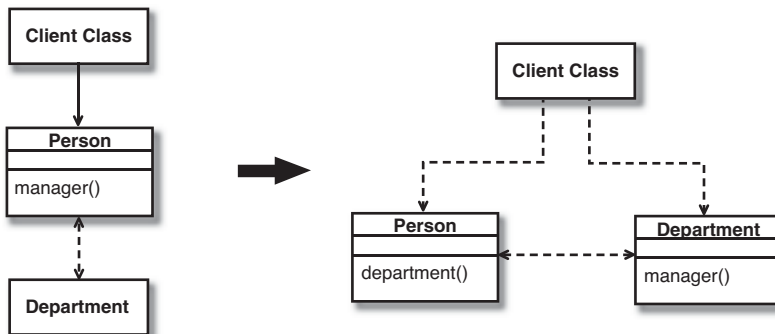 Client Class
Person
manager()
Department
Client Class
Person
department()
Department
manager()